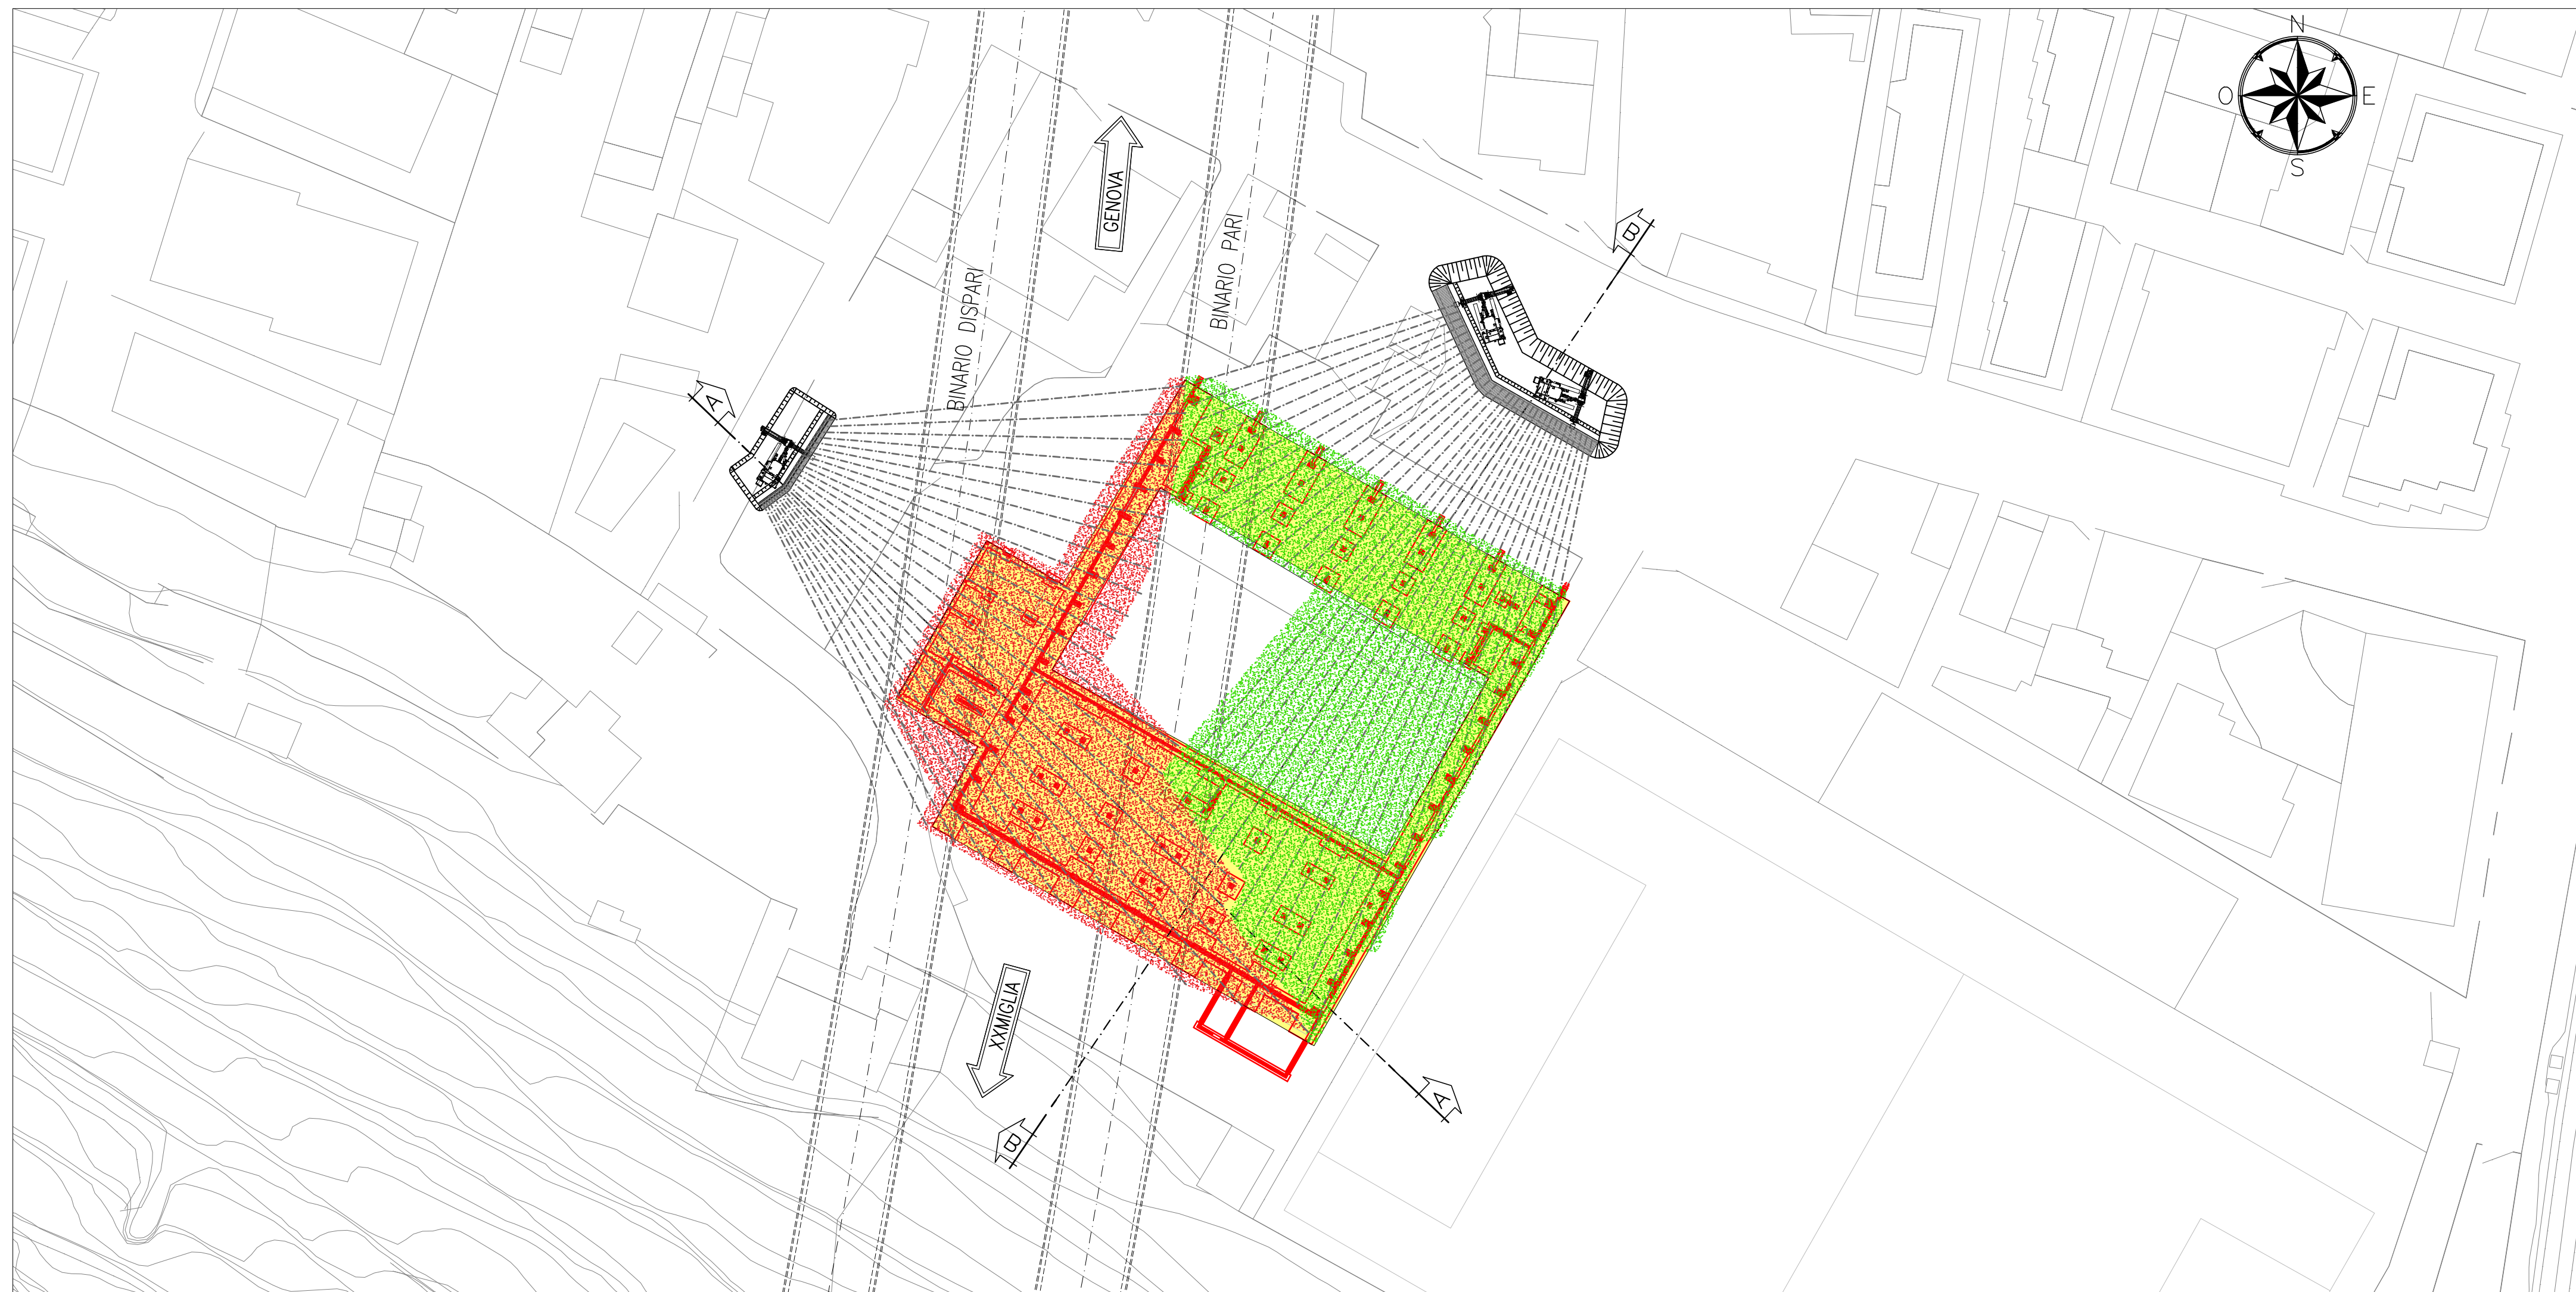 N
O
E
S
GENOVA
BINARIO PARI
BINARIO DISPARI
B
A
XXMIGLIA
A
B